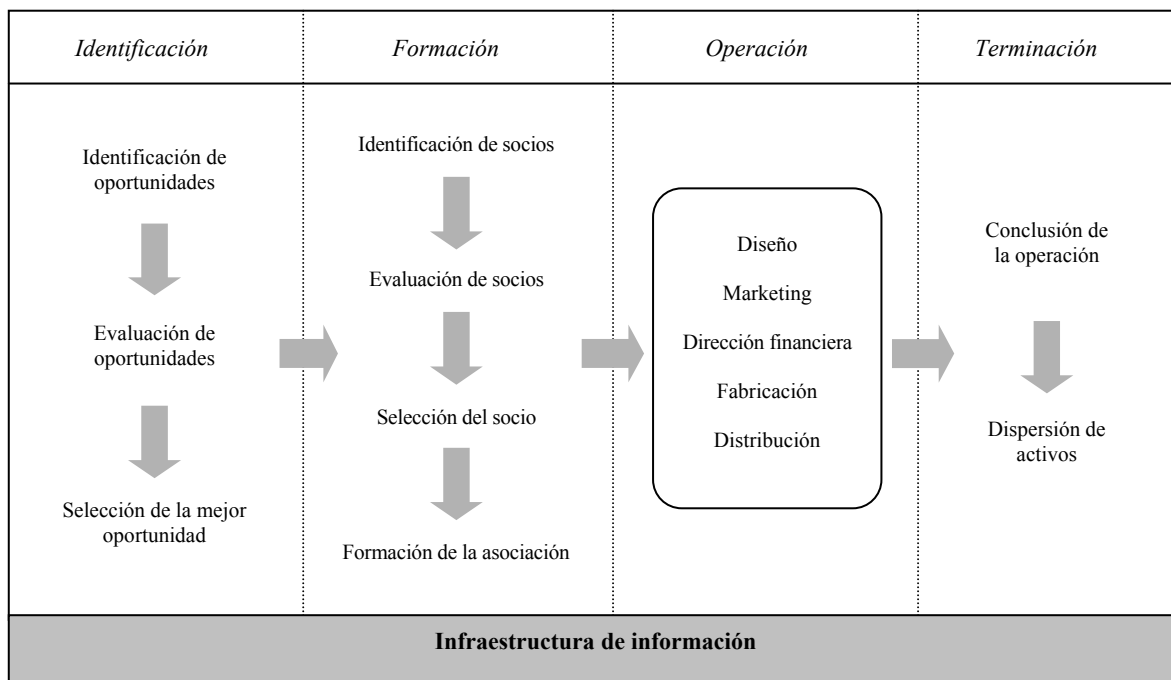 Identificación
Formación
Operación
Terminación
Identificación de
oportunidades
Evaluación de
oportunidades
Selección de la mejor
oportunidad
Identificación de socios
Evaluación de socios
Selección del socio
Formación de la asociación
Diseño
Marketing
Dirección financiera
Fabricación
Distribución
Conclusión de
la operación
Dispersión de
activos
Infraestructura de información